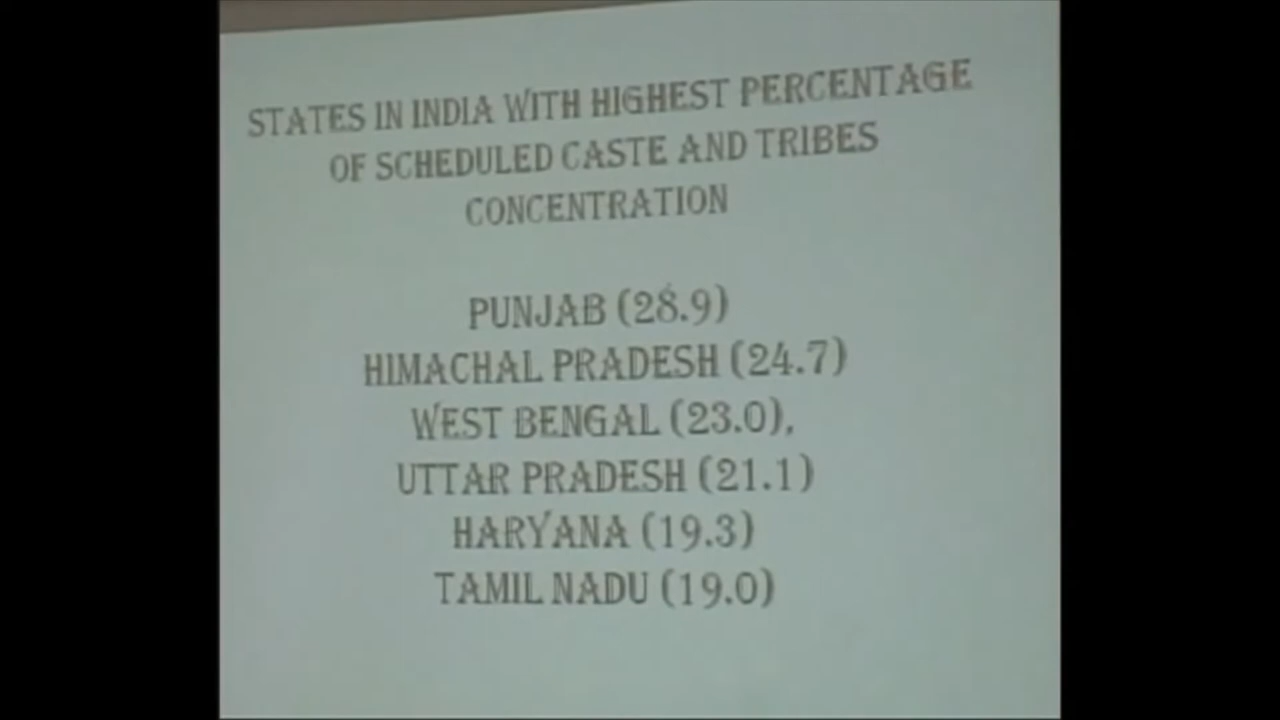 STATES IN INDIA WITH HIGHEST PERCENTAGE
OF SCHEDULED CASTE AND TRIBES
CONCENTRATION
PUNJAB (28.9)
HIMACHAL PRADESH (24.7)
WEST BENGAL (23.0),
UTTAR PRADESH (21.1)
HARYANA (19.3)
TAMIL NADU (19.0)